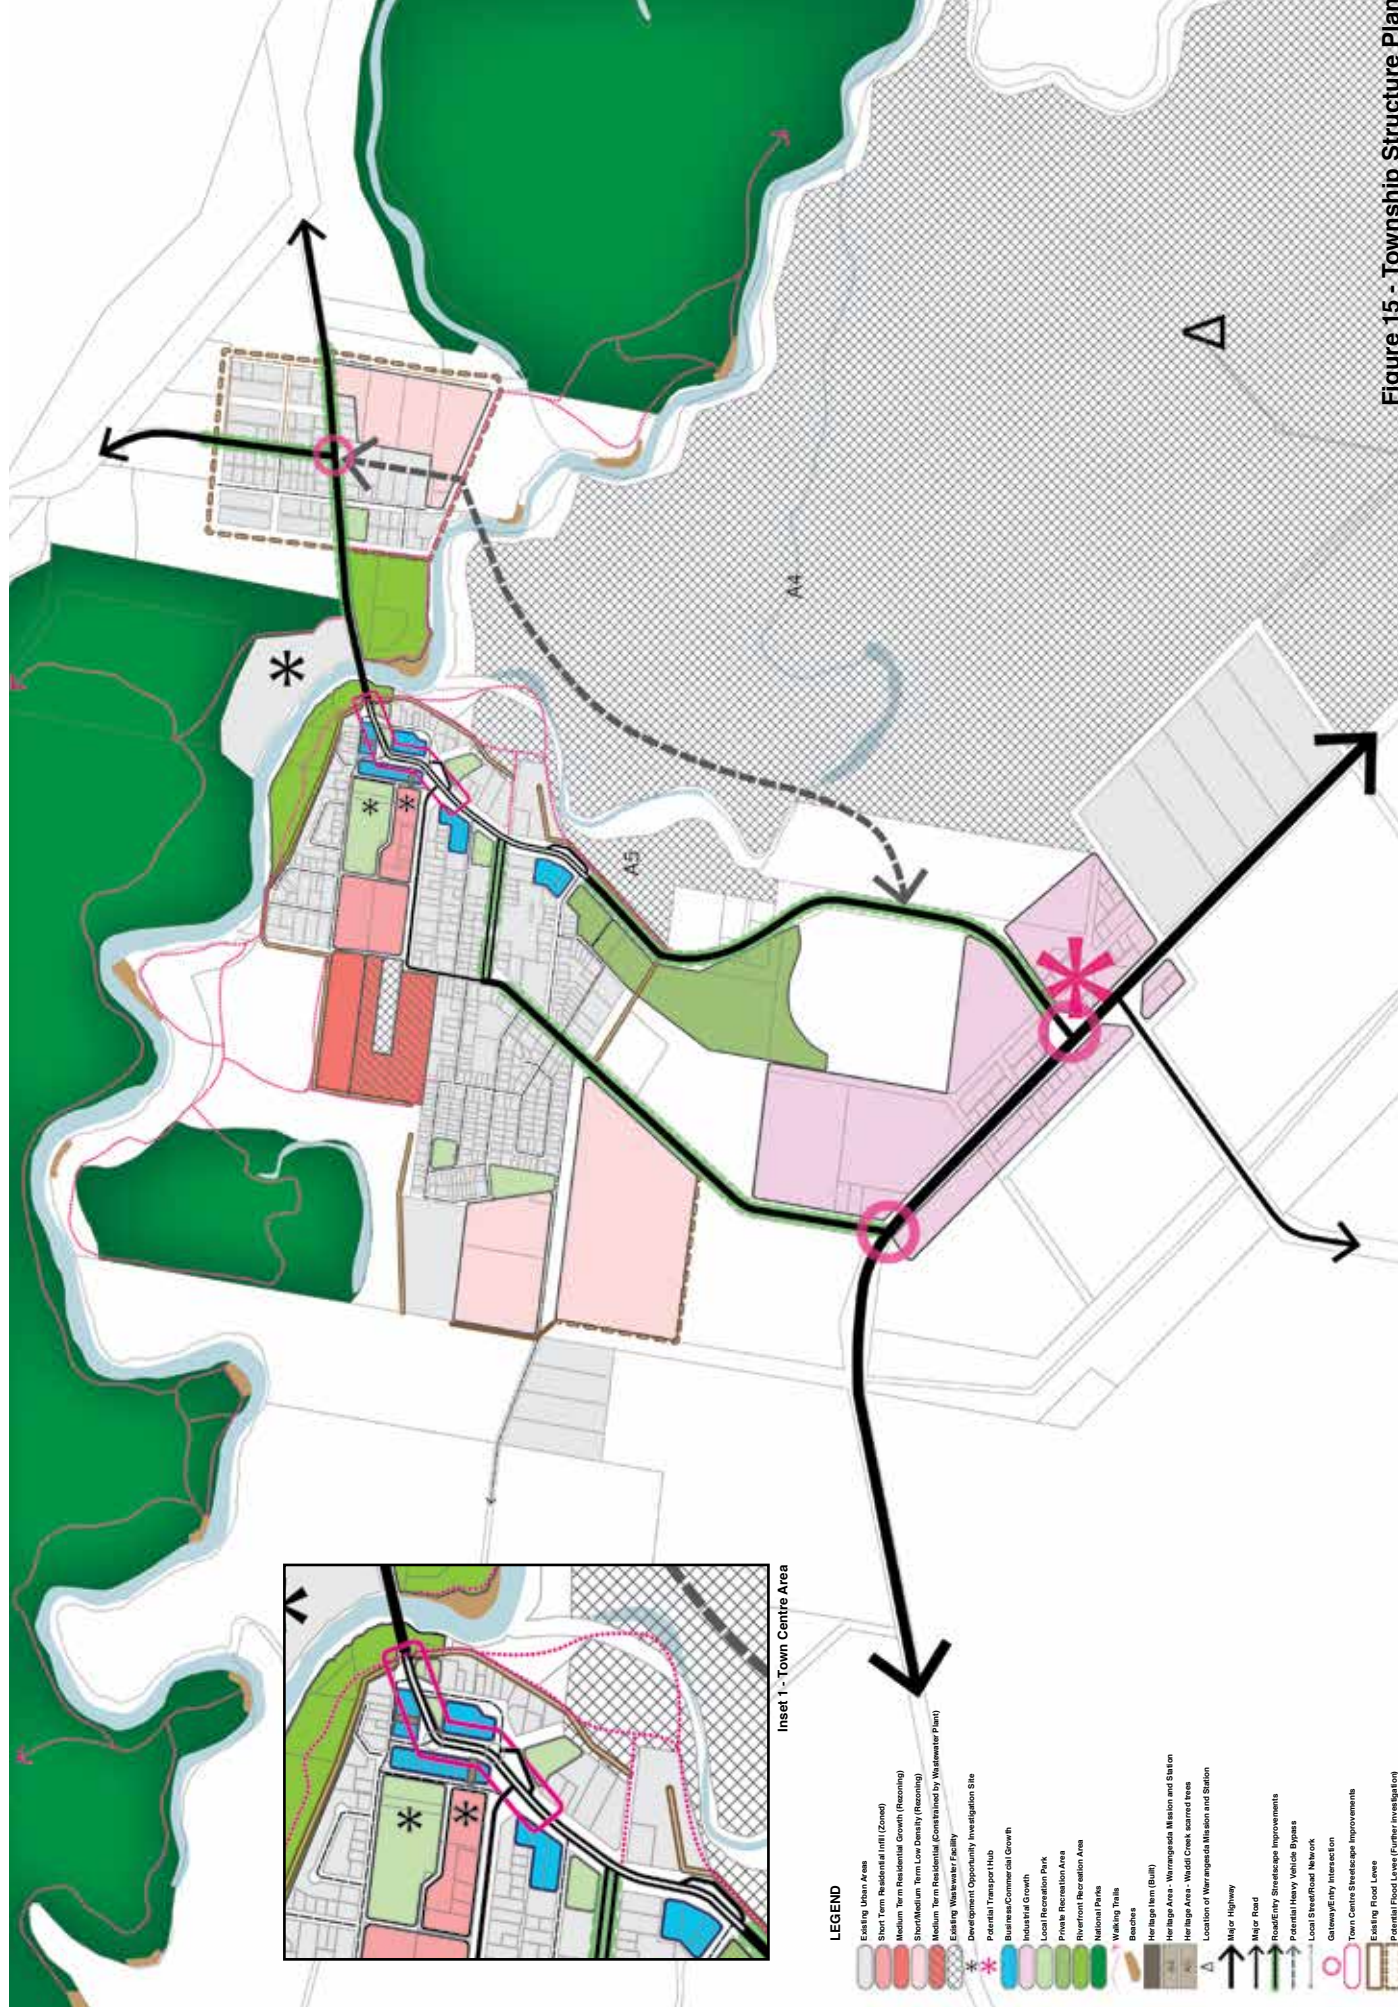 Figure 15 - Township Structure Plan
A4
A5
Inset 1 - Town Centre Area
LEGEND
Existing Urban Areas
Short Term Residential Infill (Zoned)
Medium Term Residential Growth (Rezoning)
Short/Medium Term Low Density (Rezoning)
Medium Term Residential (Constrained by Wastewater Plant)
Existing Wastewater Facility
Development Opportunity Investigation Site
Potential Transport Hub
Business/Commercial Growth
Industrial Growth
Local Recreation Park
Private Recreation Area
Riverfront Recreation Area
National Parks
Walking Trails
Beaches
Heritage Item (Built)
A4 Heritage Area - Warrangesda Mission and Station
A5 Heritage Area - Waddi Creek scarred trees
Location of Warrangesda Mission and Station
Major Highway
Major Road
Road/Entry Streetscape Improvements
Potential Heavy Vehicle Bypass
Local Street/Road Network
Gateway/Entry Intersection
Town Centre Streetscape Improvements
Existing Flood Levee
Potential Flood Levee (Further Investigation)